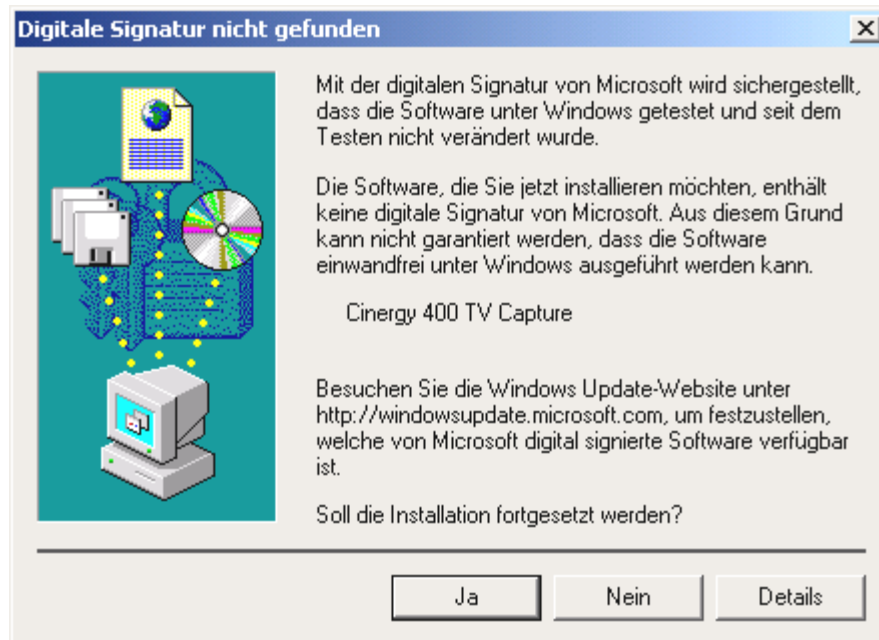 Digitale Signatur nicht gefunden
Mit der digitalen Signatur von Microsoft wird sichergestellt,
dass die Software unter Windows getestet und seit dem
Testen nicht verändert wurde.
Die Software, die Sie jetzt installieren möchten, enthält
keine digitale Signatur von Microsoft. Aus diesem Grund
kann nicht garantiert werden, dass die Software
einwandfrei unter Windows ausgeführt werden kann.
Cinergy 400 TV Capture
Besuchen Sie die Windows Update-Website unter
http://windowsupdate.microsoft.com, um festzustellen,
welche von Microsoft digital signierte Software verfügbar
ist.
Soll die Installation fortgesetzt werden?
Ja Nein Details